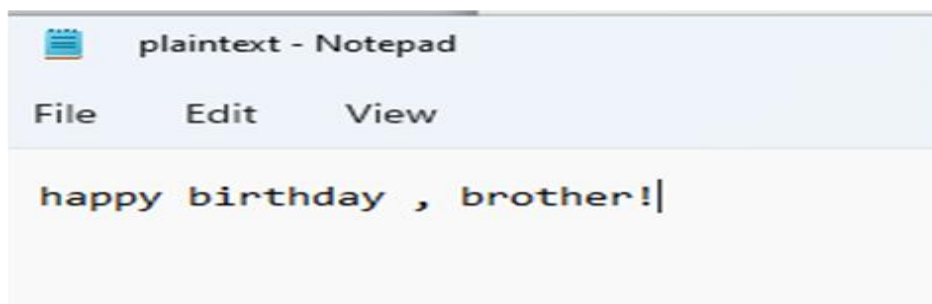 plaintext - Notepad
File Edit View
happy birthday , brother!